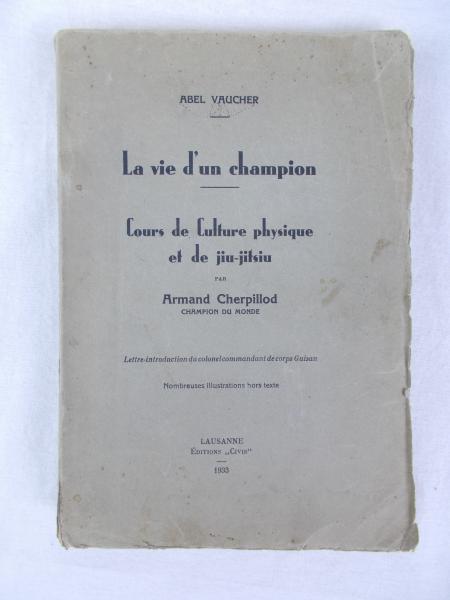 ABEL VAUCHER
La vie d'un champion
Cours de Culture physique
et de jiu-jitsiu
PAR
Armand Cherpillod
CHAMPION DU MONDE
Lettre-introduction du colonel commandant de corps Guisan
Nombreuses illustrations hors texte
LAUSANNE
ÉDITIONS „CIVIS"
1933